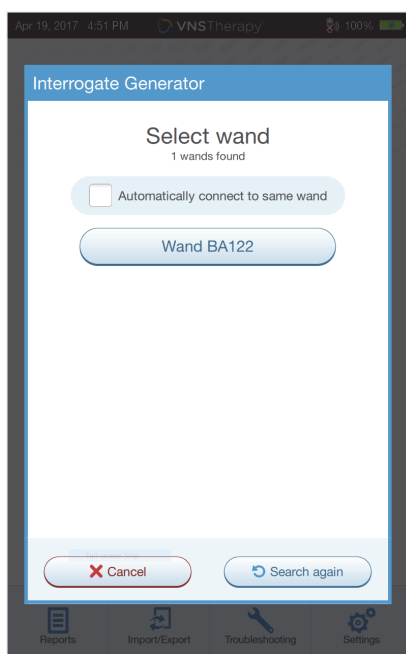 Apr 19, 2017 4:51 PM VNSTherapy 100%
Interrogate Generator
Select wand
1 wands found
Automatically connect to same wand
Wand BA122
Cancel Search again
Reports Import/Export Troubleshooting Settings